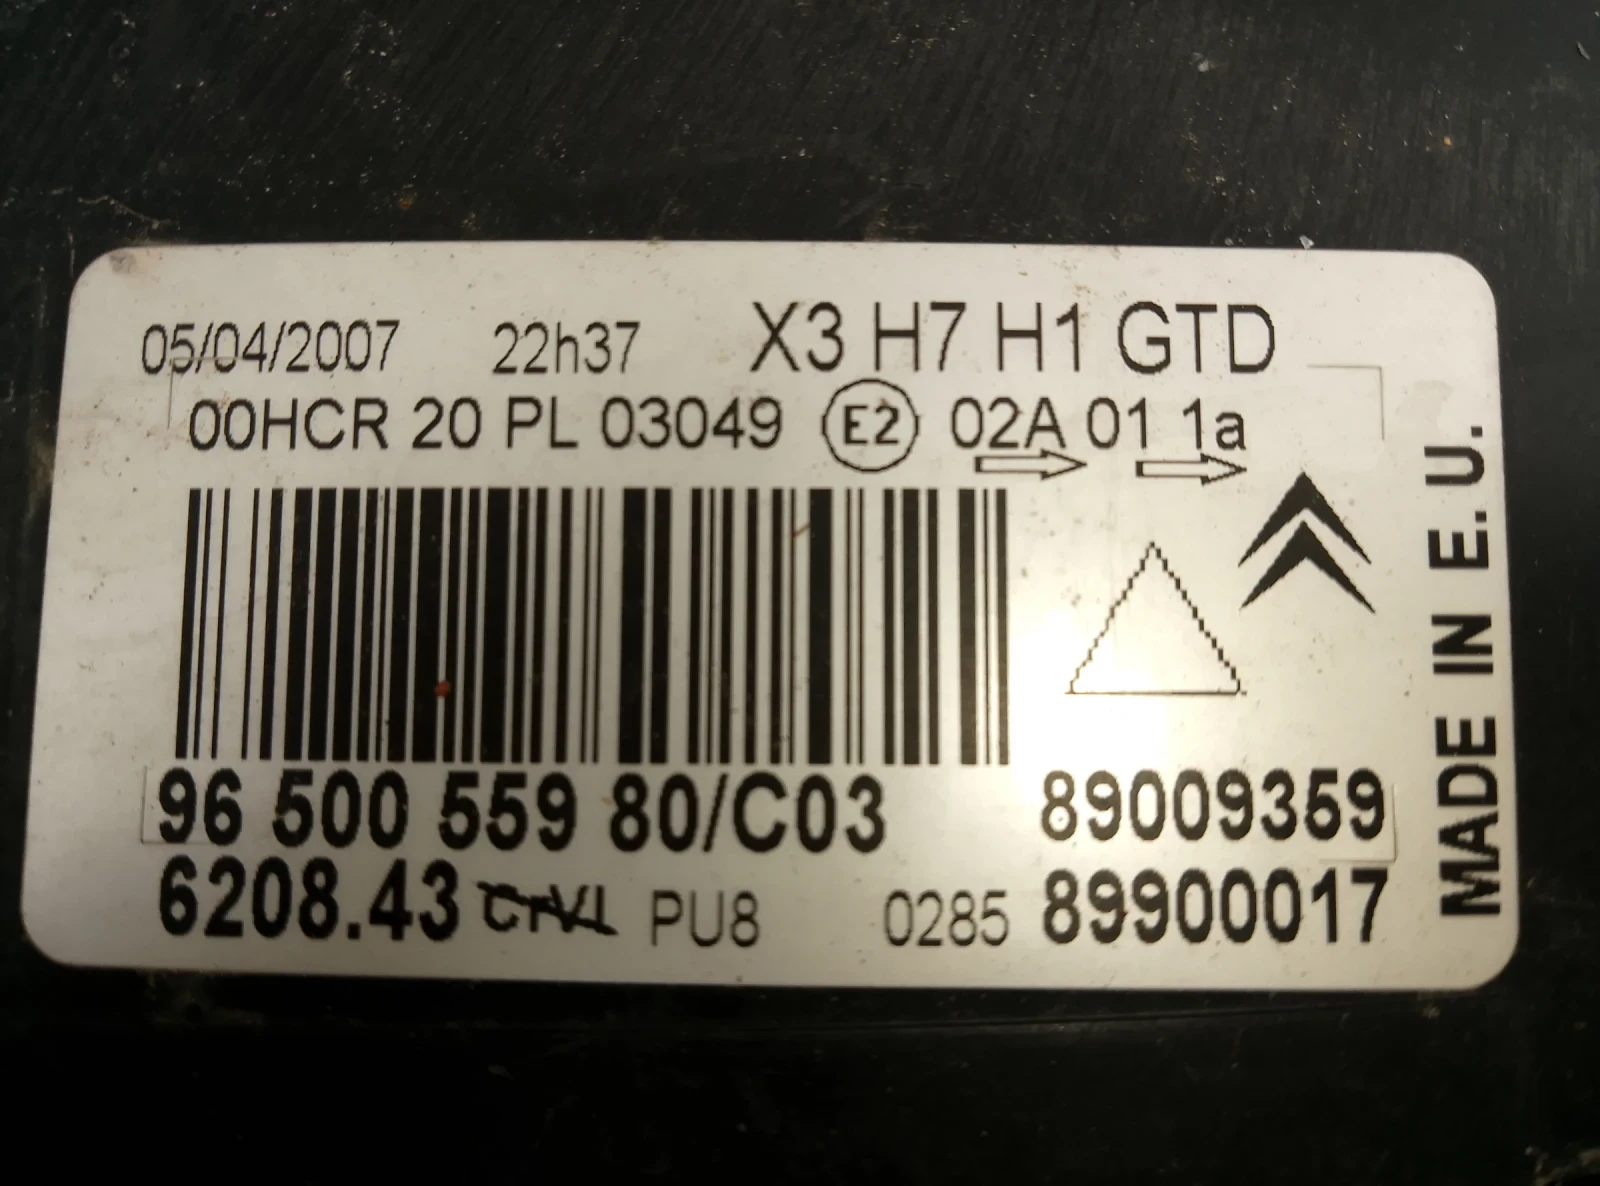 05/04/2007 22h37 X3 H7 H1 GTD
00HCR 20 PL 03049 E2 02A 01 1a
96 500 559 80/C03 89009359
6208.43 PU8 0285 89900017
MADE IN E.U.